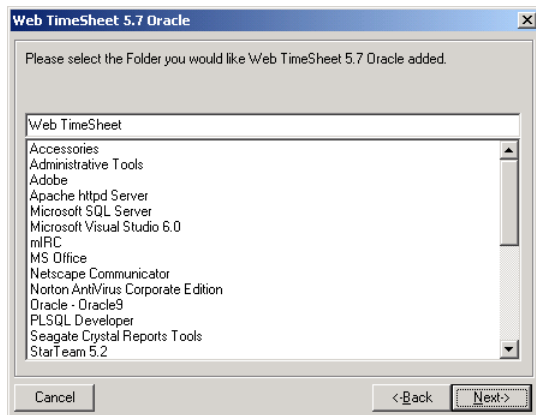 Web TimeSheet 5.7 Oracle
Please select the Folder you would like Web TimeSheet 5.7 Oracle added.
Web TimeSheet
Accessories
Administrative Tools
Adobe
Apache httpd Server
Microsoft SQL Server
Microsoft Visual Studio 6.0
mIRC
MS Office
Netscape Communicator
Norton AntiVirus Corporate Edition
Oracle - Oracle9
PLSQL Developer
Seagate Crystal Reports Tools
StarTeam 5.2
Cancel <-Back Next->